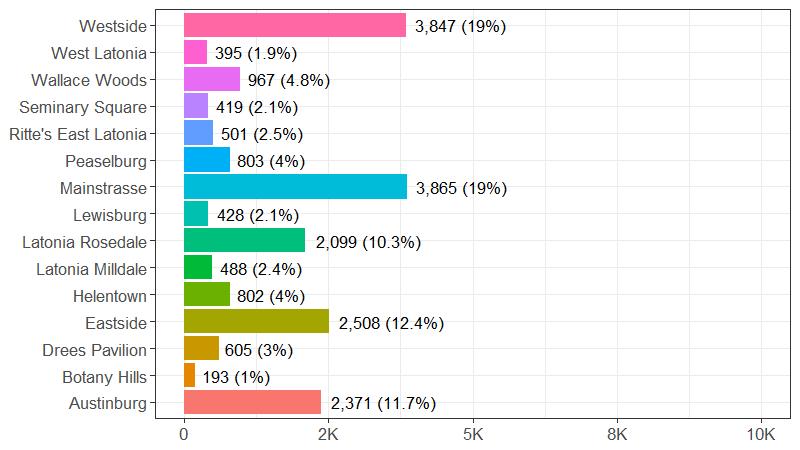 Westside 3,847 (19%)
West Latonia 395 (1.9%)
Wallace Woods 967 (4.8%)
Seminary Square 419 (2.1%)
Ritte's East Latonia 501 (2.5%)
Peaselburg 803 (4%)
Mainstrasse 3,865 (19%)
Lewisburg 428 (2.1%)
Latonia Rosedale 2,099 (10.3%)
Latonia Milldale 488 (2.4%)
Helentown 802 (4%)
Eastside 2,508 (12.4%)
Drees Pavilion 605 (3%)
Botany Hills 193 (1%)
Austinburg 2,371 (11.7%)
0 2K 5K 8K 10K